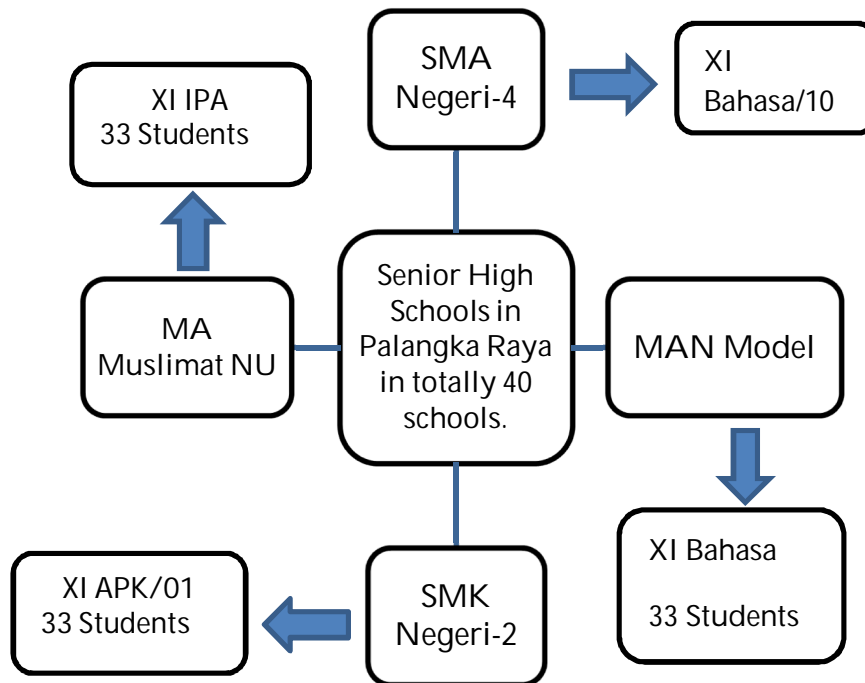 SMA
Negeri-4
XI
Bahasa/10
XI IPA
33 Students
Senior High
Schools in
Palangka Raya
in totally 40
schools.
MA
Muslimat NU
MAN Model
XI Bahasa
33 Students
XI APK/01
33 Students
SMK
Negeri-2